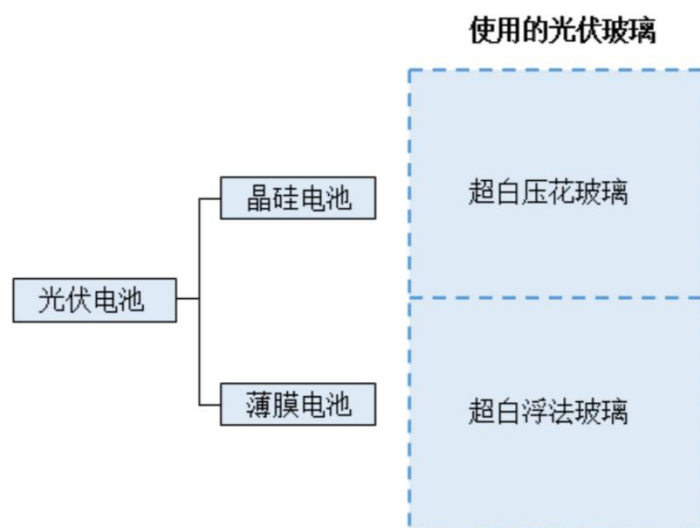 使用的光伏玻璃
晶硅电池
超白压花玻璃
光伏电池
薄膜电池
超白浮法玻璃